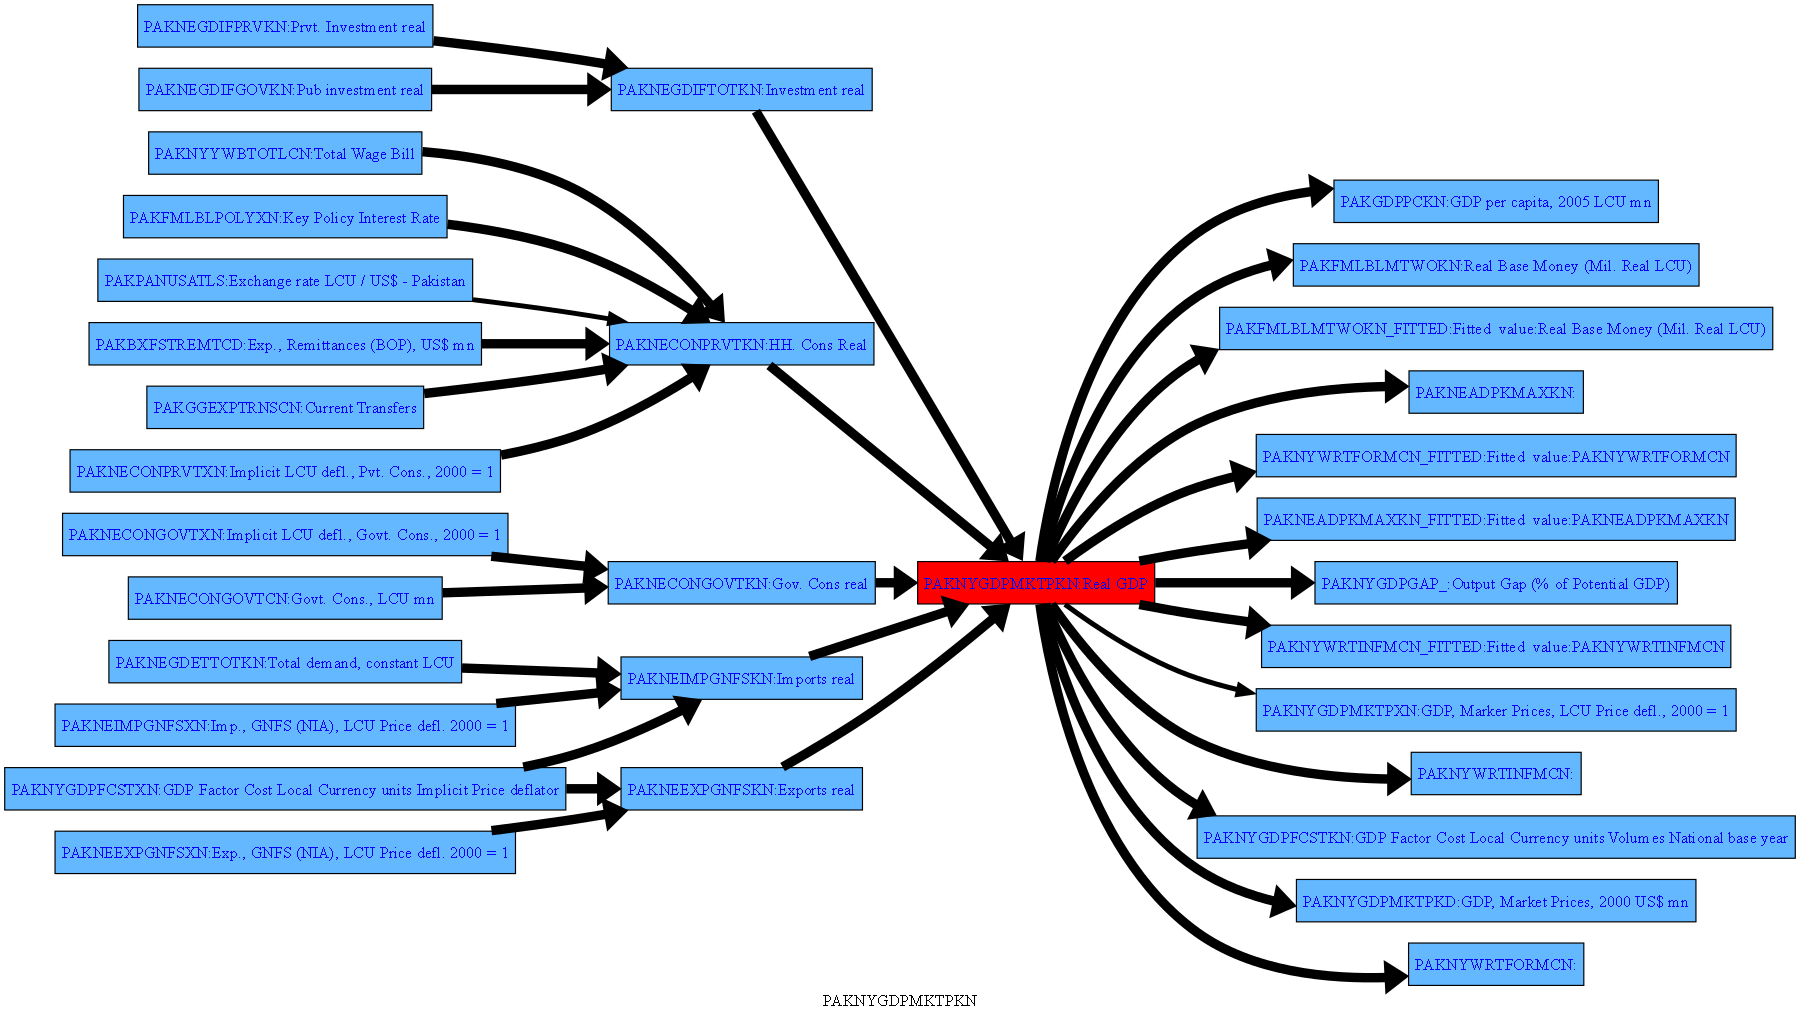 PAKNEGDIFPRVKN:Prvt. Investment real
PAKNEGDIFGOVKN:Pub investment real
PAKNYYWBTOTLCN:Total Wage Bill
PAKFMLBLPOLYXN:Key Policy Interest Rate
PAKPANUSATLS:Exchange rate LCU / US$ - Pakistan
PAKBXFSTREMTCD:Exp., Remittances (BOP), US$ mn
PAKGGEXPTRNSCN:Current Transfers
PAKNECONPRVTXN:Implicit LCU defl., Pvt. Cons., 2000 = 1
PAKNECONGOVTXN:Implicit LCU defl., Govt. Cons., 2000 = 1
PAKNECONGOVTCN:Govt. Cons., LCU mn
PAKNEGDETTOTKN:Total demand, constant LCU
PAKNEIMPGNFSXN:Imp., GNFS (NIA), LCU Price defl. 2000 = 1
PAKNYGDPFCSTXN:GDP Factor Cost Local Currency units Implicit Price deflator
PAKNEEXPGNFSXN:Exp., GNFS (NIA), LCU Price defl. 2000 = 1
PAKNEGDIFTOTKN:Investment real
PAKNECONPRVTKN:HH. Cons Real
PAKNECONGOVTKN:Gov. Cons real
PAKNEIMPGNFSKN:Imports real
PAKNEEXPGNFSKN:Exports real
PAKNYGDPMKTPKN:Real GDP
PAKGDPPCKN:GDP per capita, 2005 LCU mn
PAKFMLBLMTWOKN:Real Base Money (Mil. Real LCU)
PAKFMLBLMTWOKN_FITTED:Fitted value:Real Base Money (Mil. Real LCU)
PAKNEADPKMAXKN:
PAKNYWRTFORMCN_FITTED:Fitted value:PAKNYWRTFORMCN
PAKNEADPKMAXKN_FITTED:Fitted value:PAKNEADPKMAXKN
PAKNYGDPGAP_:Output Gap (% of Potential GDP)
PAKNYWRTINFMCN_FITTED:Fitted value:PAKNYWRTINFMCN
PAKNYGDPMKTPXN:GDP, Marker Prices, LCU Price defl., 2000 = 1
PAKNYWRTINFMCN:
PAKNYGDPFCSTKN:GDP Factor Cost Local Currency units Volumes National base year
PAKNYGDPMKTPKD:GDP, Market Prices, 2000 US$ mn
PAKNYWRTFORMCN:
PAKNYGDPMKTPKN